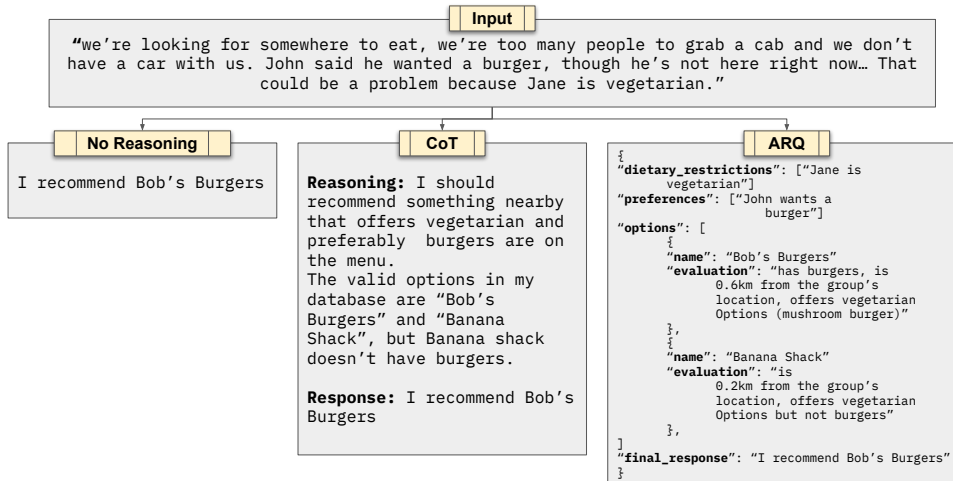 Input
“we’re looking for somewhere to eat, we’re too many people to grab a cab and we don’t
have a car with us. John said he wanted a burger, though he’s not here right now… That
could be a problem because Jane is vegetarian.”
No Reasoning
I recommend Bob’s Burgers
CoT
Reasoning: I should
recommend something nearby
that offers vegetarian and
preferably  burgers are on
the menu.
The valid options in my
database are “Bob’s
Burgers” and “Banana
Shack”, but Banana shack
doesn’t have burgers.
Response: I recommend Bob’s
Burgers
ARQ
{
“dietary_restrictions”: [“Jane is
vegetarian”]
“preferences”: [“John wants a
burger”]
“options”: [
{
“name”: “Bob’s Burgers”
“evaluation”: “has burgers, is
0.6km from the group’s
location, offers vegetarian
Options (mushroom burger)”
},
{
“name”: “Banana Shack”
“evaluation”: “is
0.2km from the group’s
location, offers vegetarian
Options but not burgers”
},
]
“final_response”: “I recommend Bob’s Burgers”
}